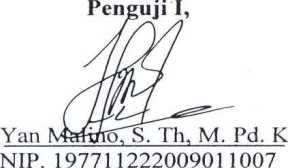 Penguji I,
Yan Malino, S. Th, M. Pd. K
NIP. 197711222009011007